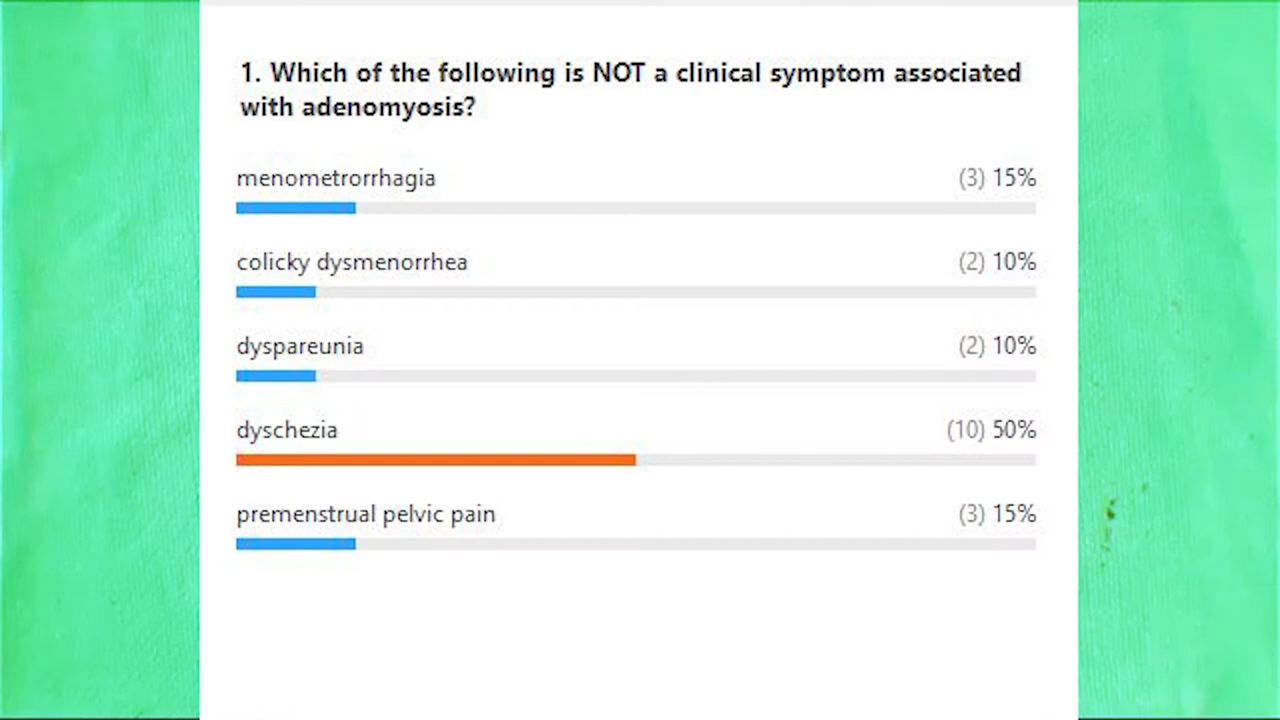 1. Which of the following is NOT a clinical symptom associated
with adenomyosis?
menometrorrhagia (3) 15%
colicky dysmenorrhea (2) 10%
dyspareunia (2) 10%
dyschezia (10) 50%
premenstrual pelvic pain (3) 15%